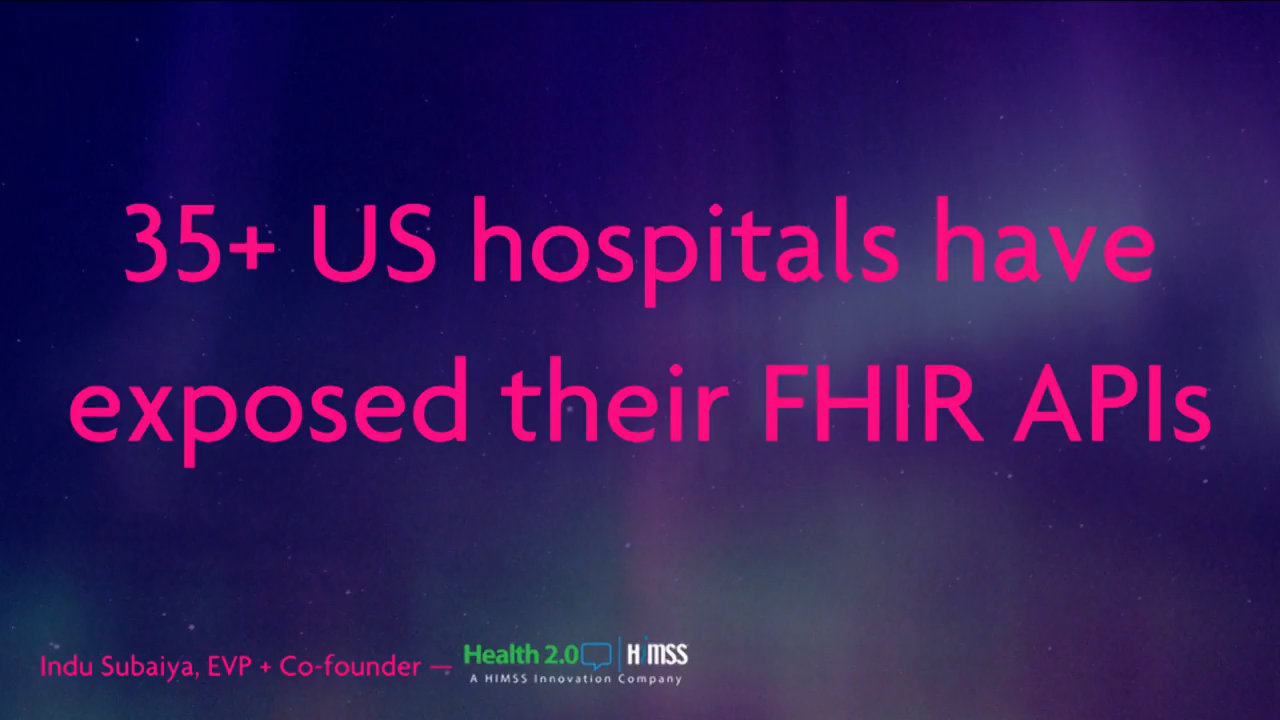 35+ US hospitals have
exposed their FHIR APIs
Indu Subaiya, EVP + Co-founder — Health 2.0 HIMSS
A HIMSS Innovation Company